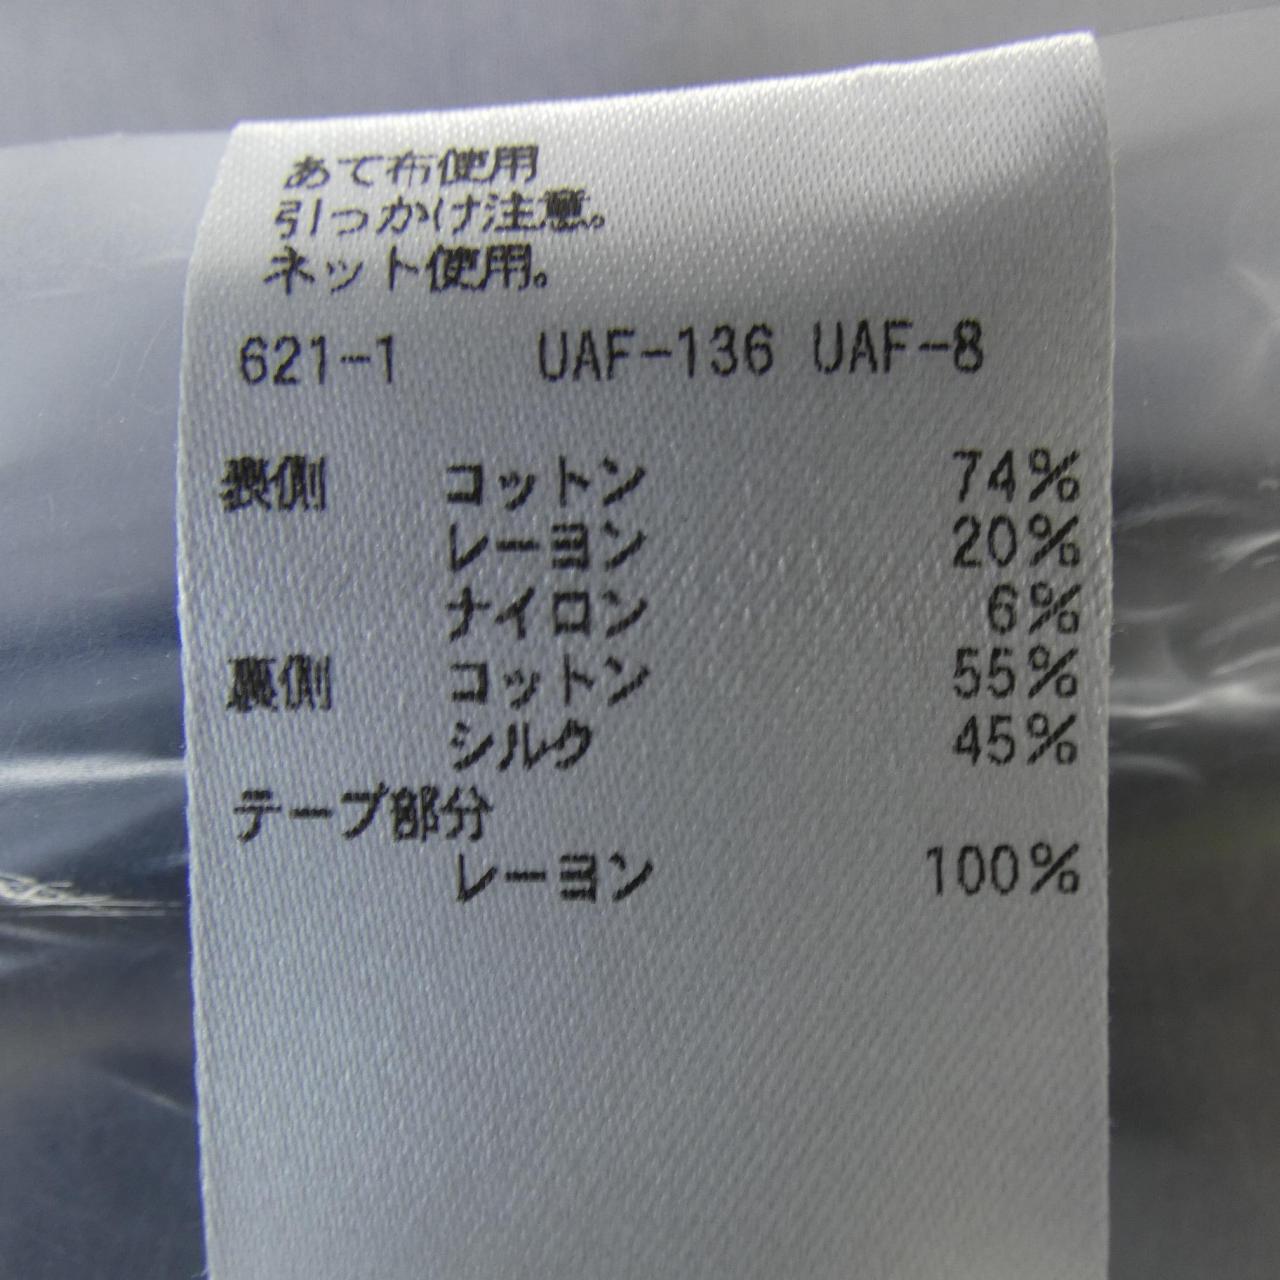 あて布使用
引っかけ注意。
ネット使用。
621-1 UAF-136 UAF-8
表側 コットン 74%
レーヨン 20%
ナイロン 6%
裏側 コットン 55%
シルク 45%
テープ部分
レーヨン 100%